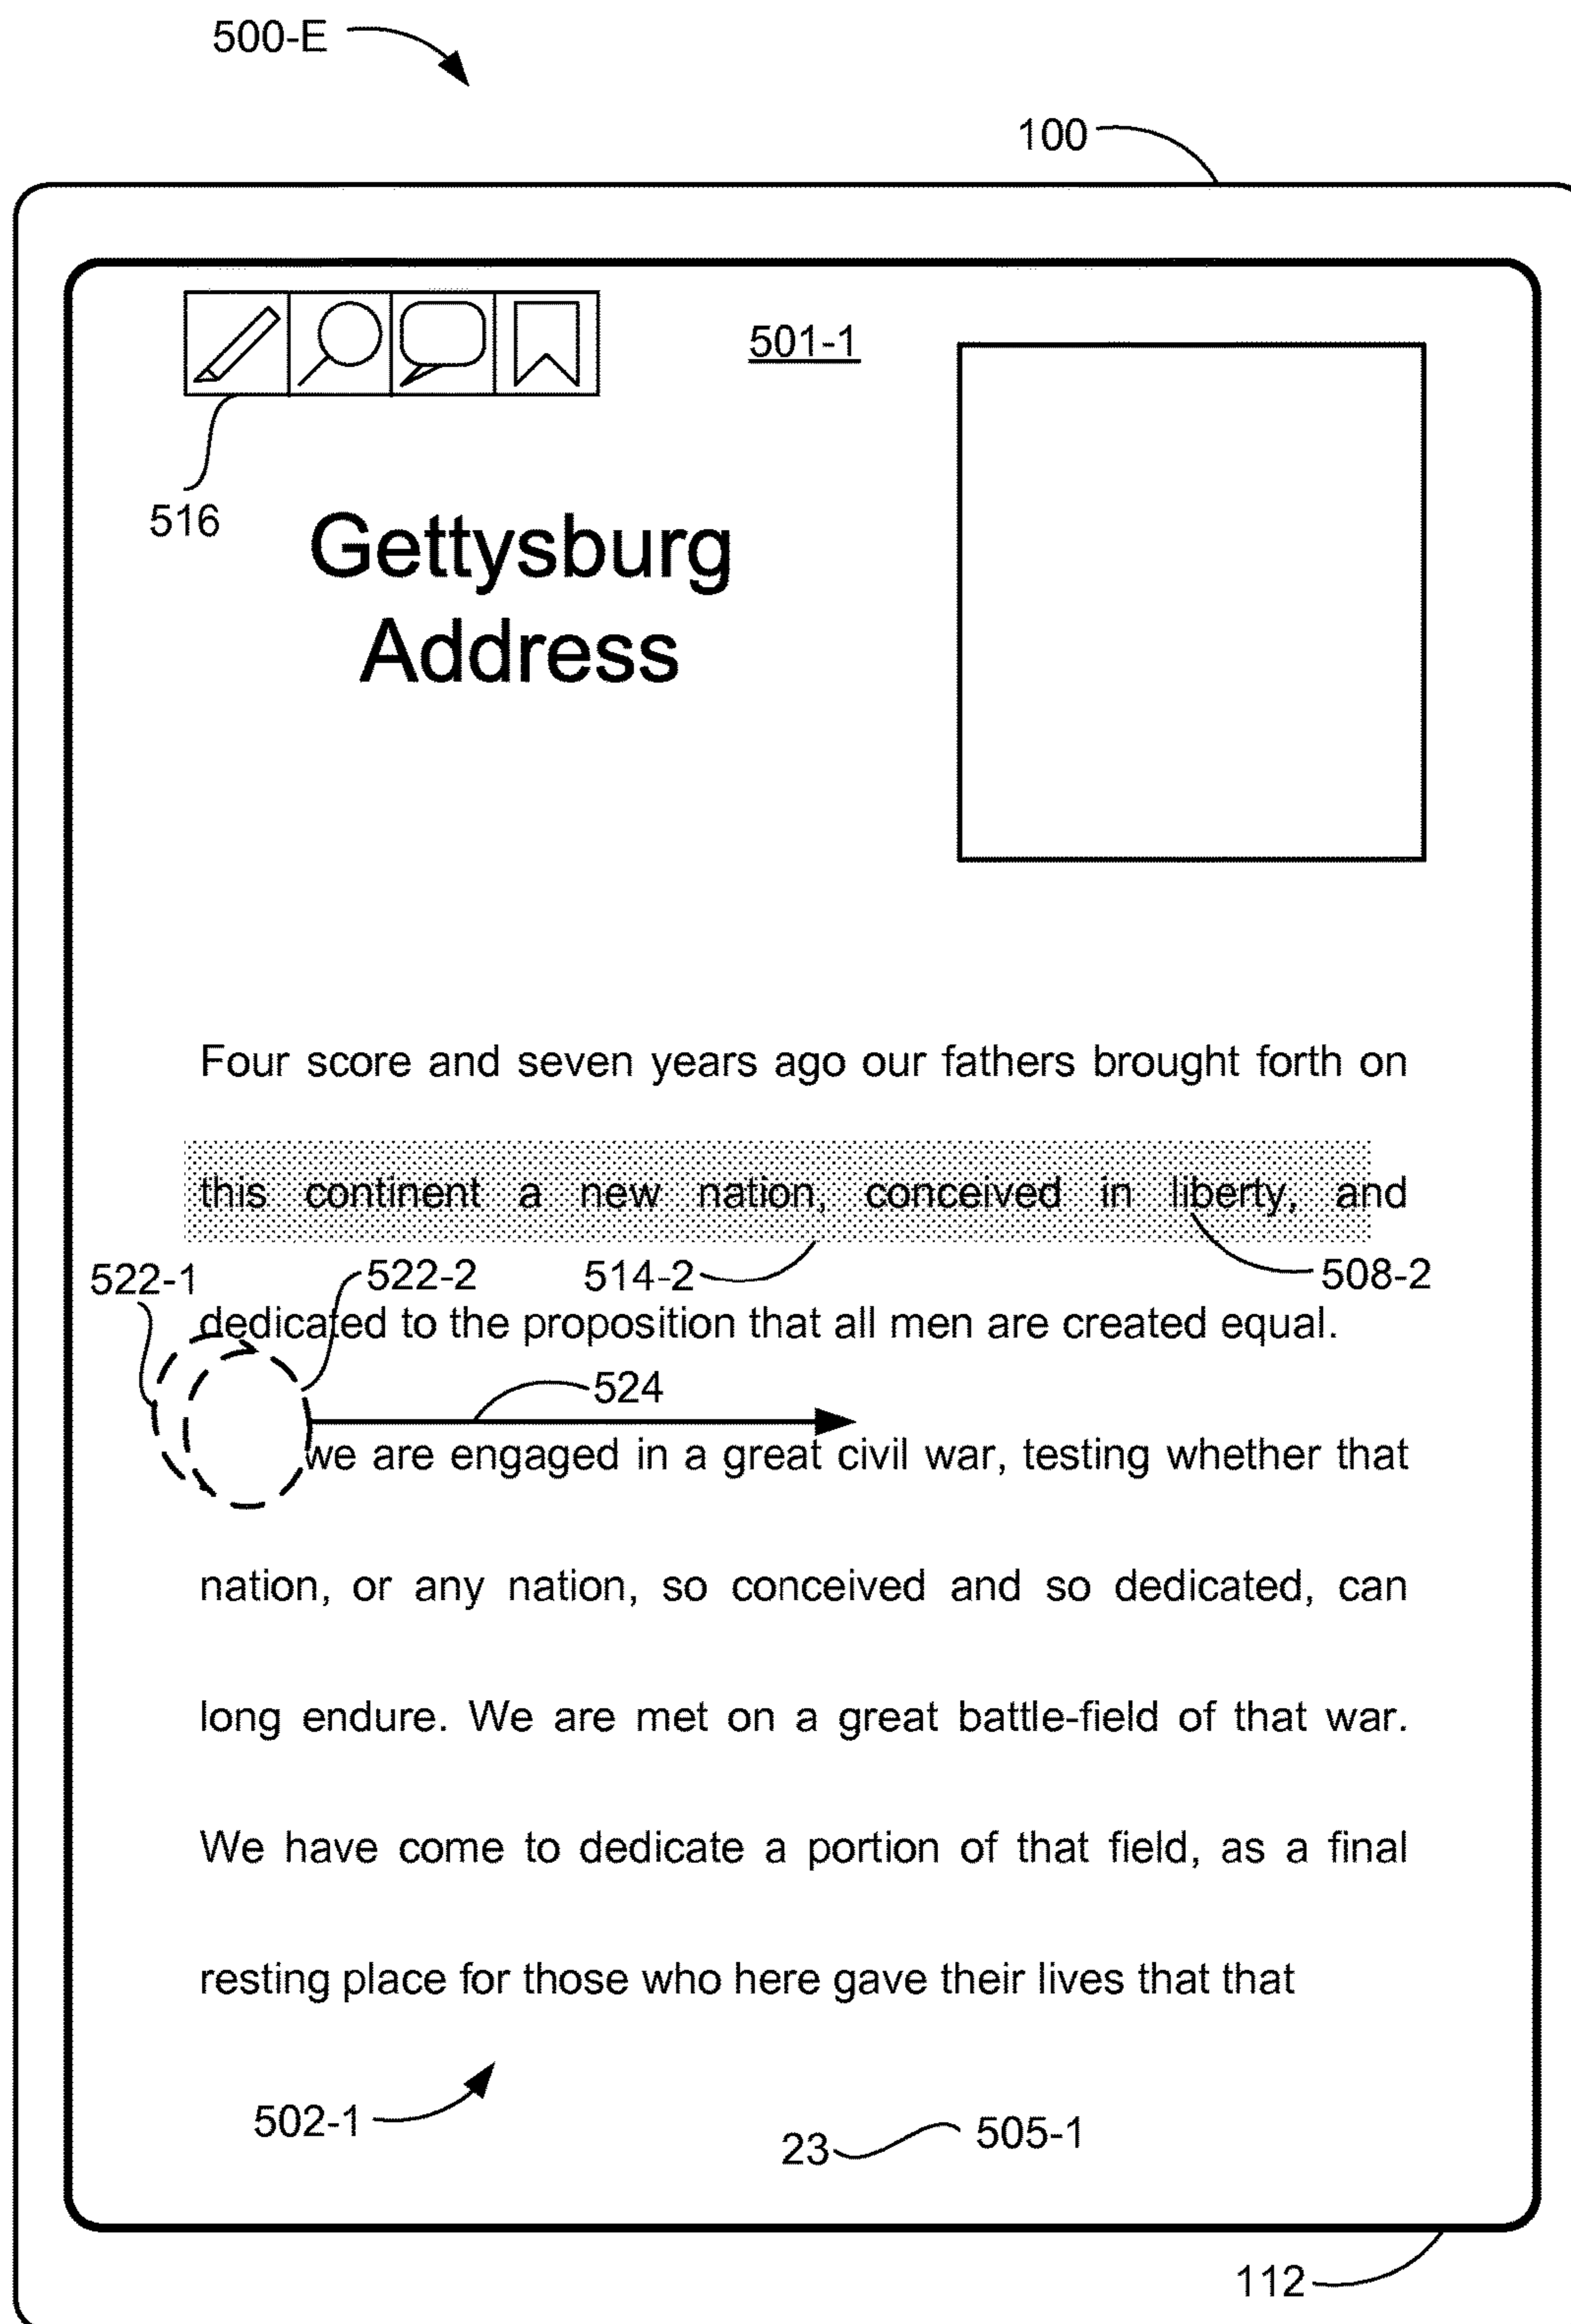 500-E
100
501-1
516
Gettysburg
Address
Four score and seven years ago our fathers brought forth on
this continent a new nation, conceived in liberty, and
522-1 522-2 514-2 508-2
dedicated to the proposition that all men are created equal.
524
we are engaged in a great civil war, testing whether that
nation, or any nation, so conceived and so dedicated, can
long endure. We are met on a great battle-field of that war.
We have come to dedicate a portion of that field, as a final
resting place for those who here gave their lives that that
502-1
23 505-1
112